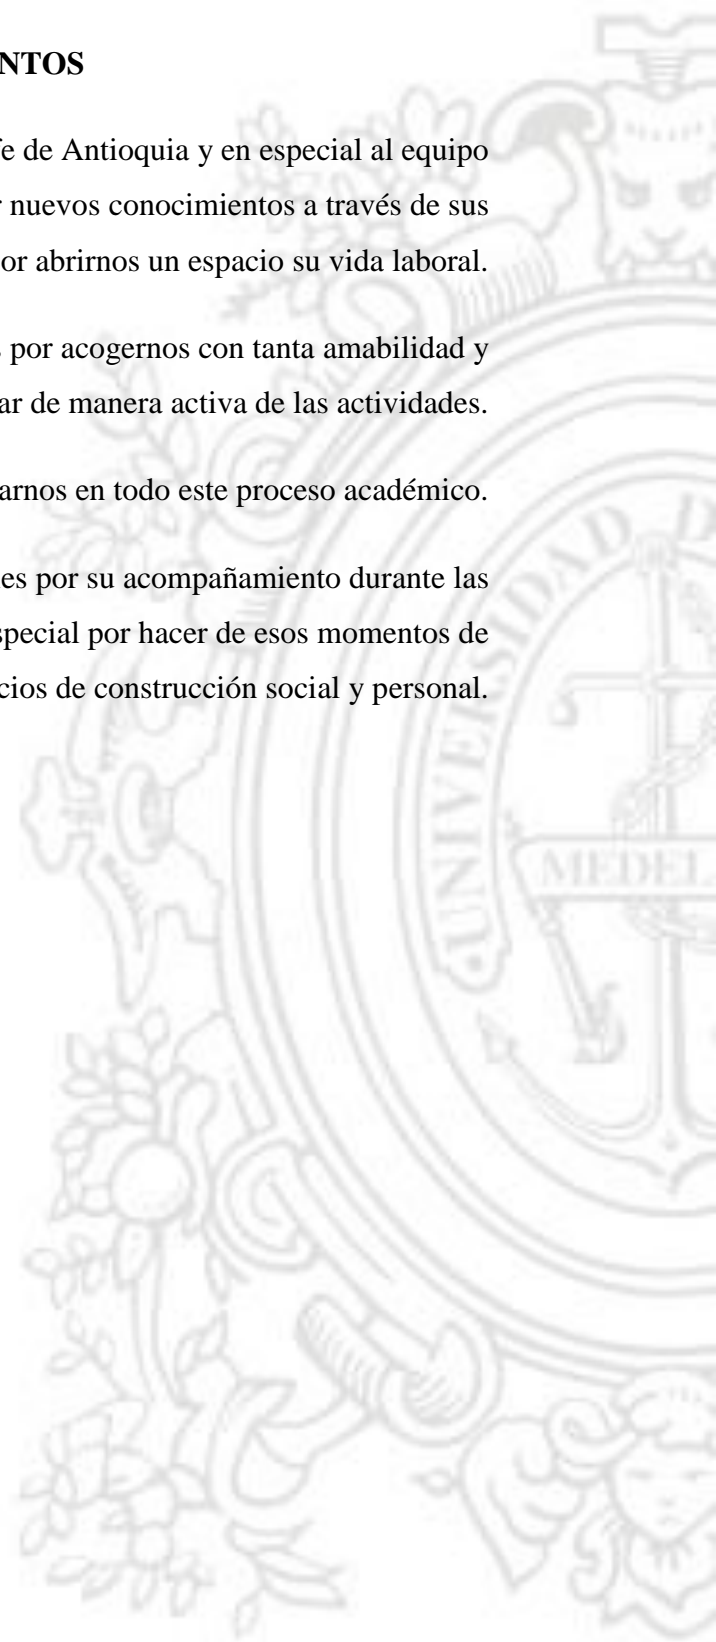 NTOS
e de Antioquia y en especial al equipo
r nuevos conocimientos a través de sus
or abrirnos un espacio su vida laboral.
s por acogernos con tanta amabilidad y
ar de manera activa de las actividades.
arnos en todo este proceso académico.
es por su acompañamiento durante las
special por hacer de esos momentos de
cios de construcción social y personal.
UNIVERSIDAD D
MEDEL